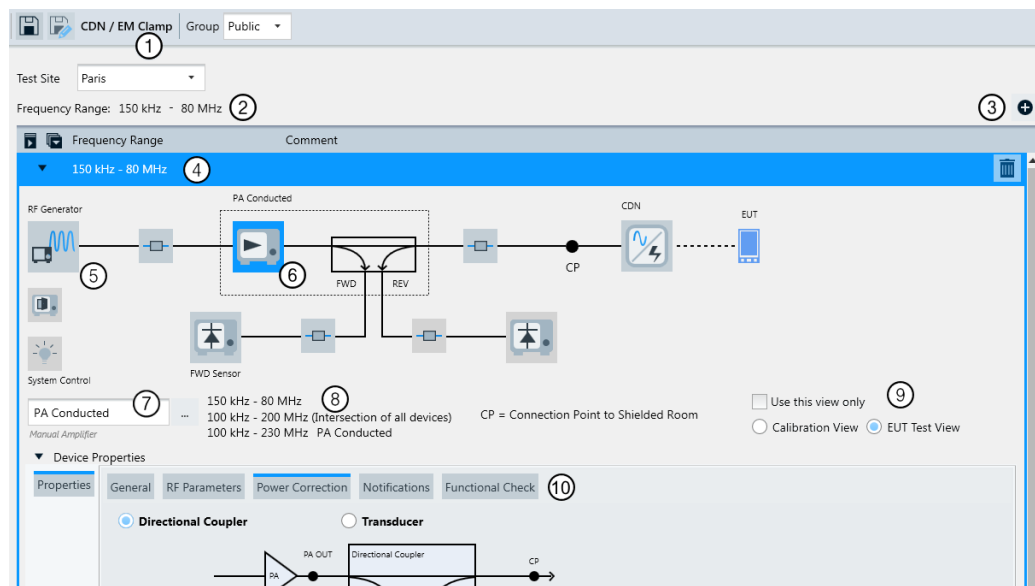 CDN / EM Clamp Group Public
1
Test Site Paris
Frequency Range: 150 kHz - 80 MHz 2
3
Frequency Range Comment
150 kHz - 80 MHz 4
RF Generator
PA Conducted
CDN
EUT
5
6
CP
FWD REV
FWD Sensor
System Control
PA Conducted 7 ...
Manual Amplifier
150 kHz - 80 MHz 8
100 kHz - 200 MHz (Intersection of all devices)
100 kHz - 230 MHz PA Conducted
CP = Connection Point to Shielded Room
Use this view only 9
Calibration View EUT Test View
Device Properties
Properties General RF Parameters Power Correction Notifications Functional Check 10
Directional Coupler Transducer
PA OUT Directional Coupler CP
PA